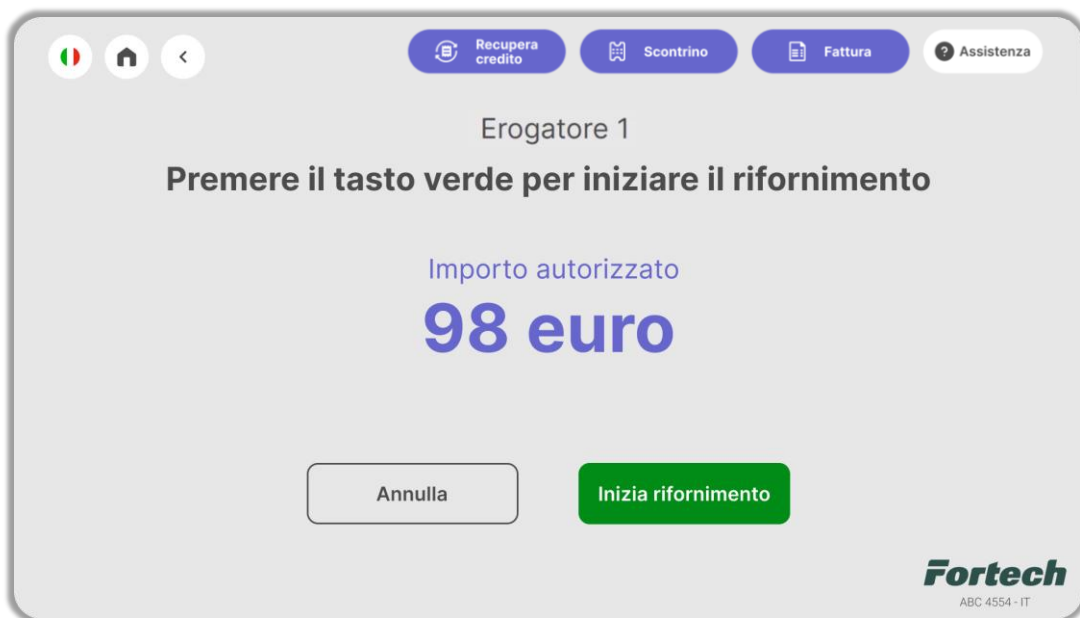 Recupera
credito
Scontrino
Fattura
? Assistenza
Erogatore 1
Premere il tasto verde per iniziare il rifornimento
Importo autorizzato
98 euro
Annulla
Inizia rifornimento
Fortech
ABC 4554 - IT